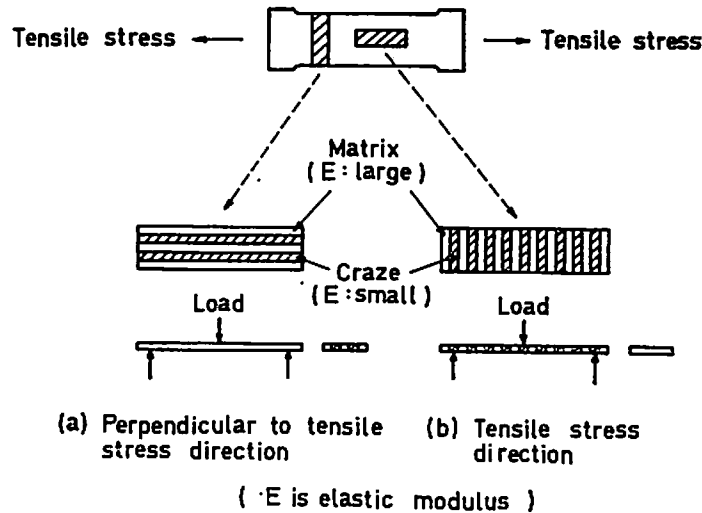 Tensile stress
Tensile stress
Matrix
(E:large)
Craze
(E:small)
Load
Load
(a) Perpendicular to tensile
stress direction
(b) Tensile stress
direction
( ·E is elastic modulus )